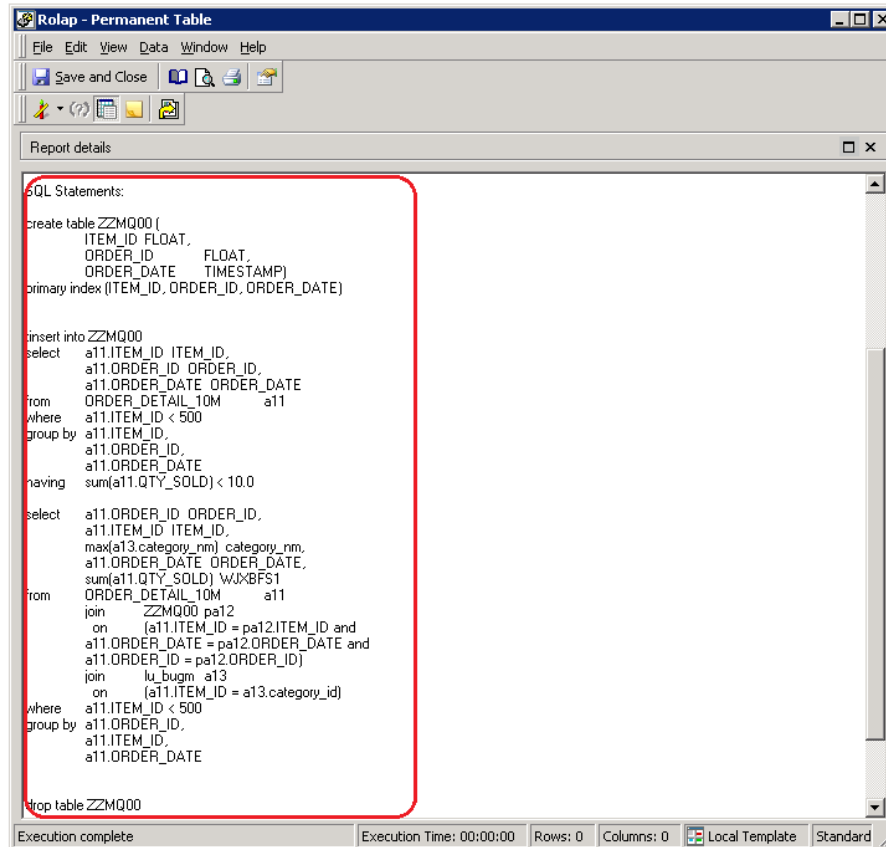 Rolap - Permanent Table
File Edit View Data Window Help
Save and Close
Report details
SQL Statements:
create table ZZMQ00 (
ITEM_ID FLOAT,
ORDER_ID FLOAT,
ORDER_DATE TIMESTAMP)
primary index (ITEM_ID, ORDER_ID, ORDER_DATE)
;insert into ZZMQ00
select a11.ITEM_ID ITEM_ID,
a11.ORDER_ID ORDER_ID,
a11.ORDER_DATE ORDER_DATE
from ORDER_DETAIL_10M a11
where a11.ITEM_ID < 500
group by a11.ITEM_ID,
a11.ORDER_ID,
a11.ORDER_DATE
having sum(a11.QTY_SOLD) < 10.0
select a11.ORDER_ID ORDER_ID,
a11.ITEM_ID ITEM_ID,
max(a13.category_nm) category_nm,
a11.ORDER_DATE ORDER_DATE,
sum(a11.QTY_SOLD) WJXBFS1
from ORDER_DETAIL_10M a11
join ZZMQ00 pa12
on (a11.ITEM_ID = pa12.ITEM_ID and
a11.ORDER_DATE = pa12.ORDER_DATE and
a11.ORDER_ID = pa12.ORDER_ID)
join lu_bugm a13
on (a11.ITEM_ID = a13.category_id)
where a11.ITEM_ID < 500
group by a11.ORDER_ID,
a11.ITEM_ID,
a11.ORDER_DATE
drop table ZZMQ00
Execution complete Execution Time: 00:00:00 Rows: 0 Columns: 0 Local Template Standard